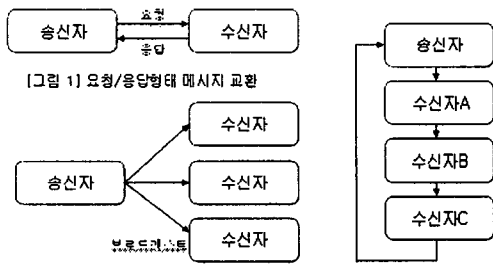 송신자
요청
수신자
응답
[그림 1] 요청/응답형태 메시지 교환
수신자
송신자
수신자
브로드캐스트
수신자
송신자
수신자A
수신자B
수신자C